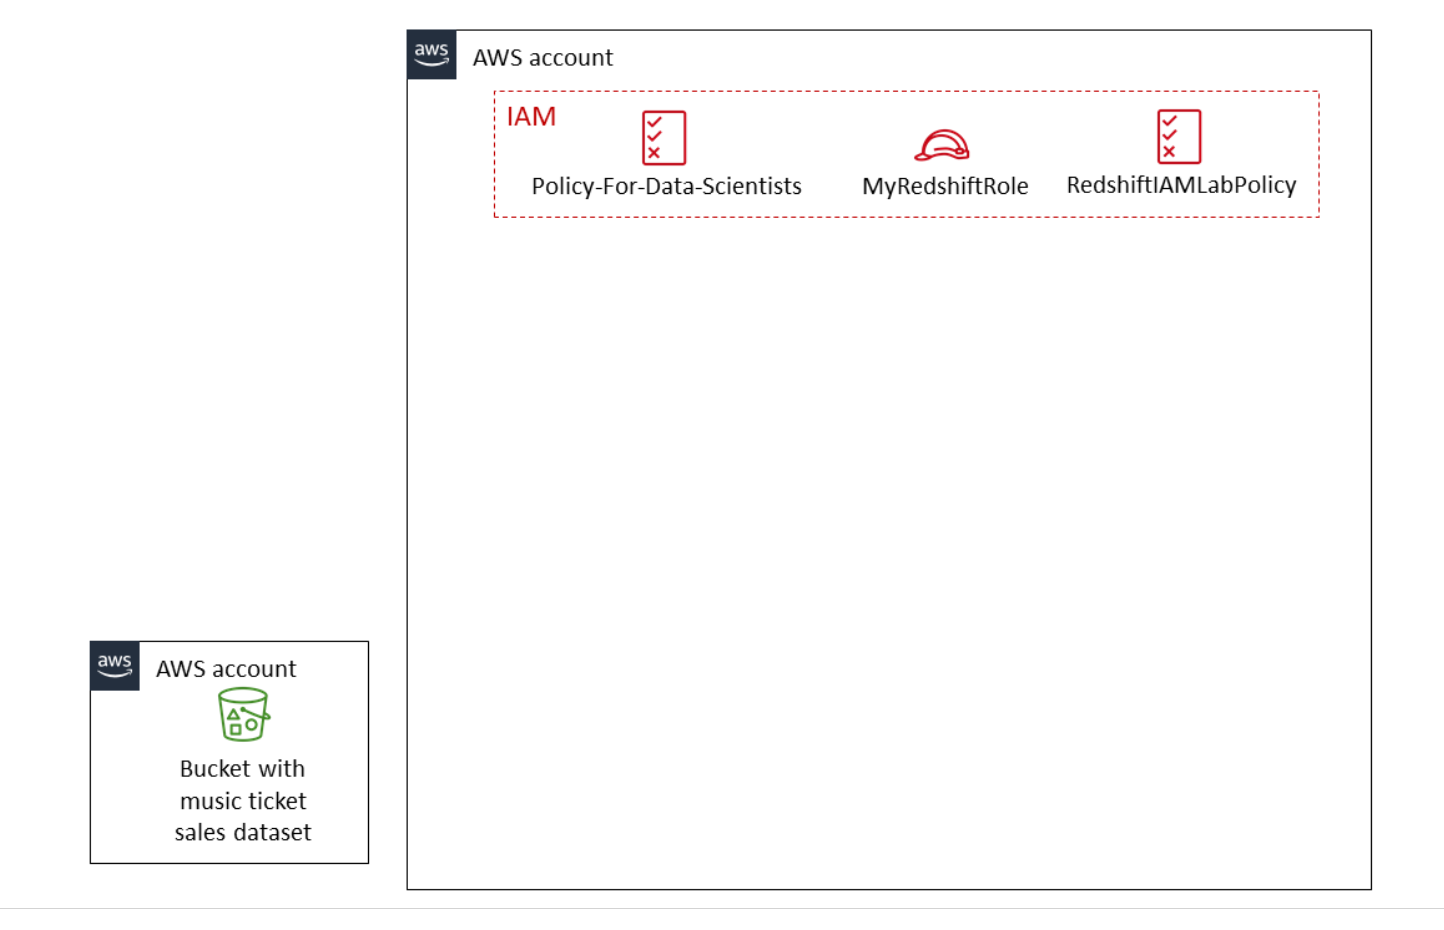 aws
AWS account
IAM
Policy-For-Data-Scientists
MyRedshiftRole
RedshiftIAMLabPolicy
aws
AWS account
Bucket with
music ticket
sales dataset